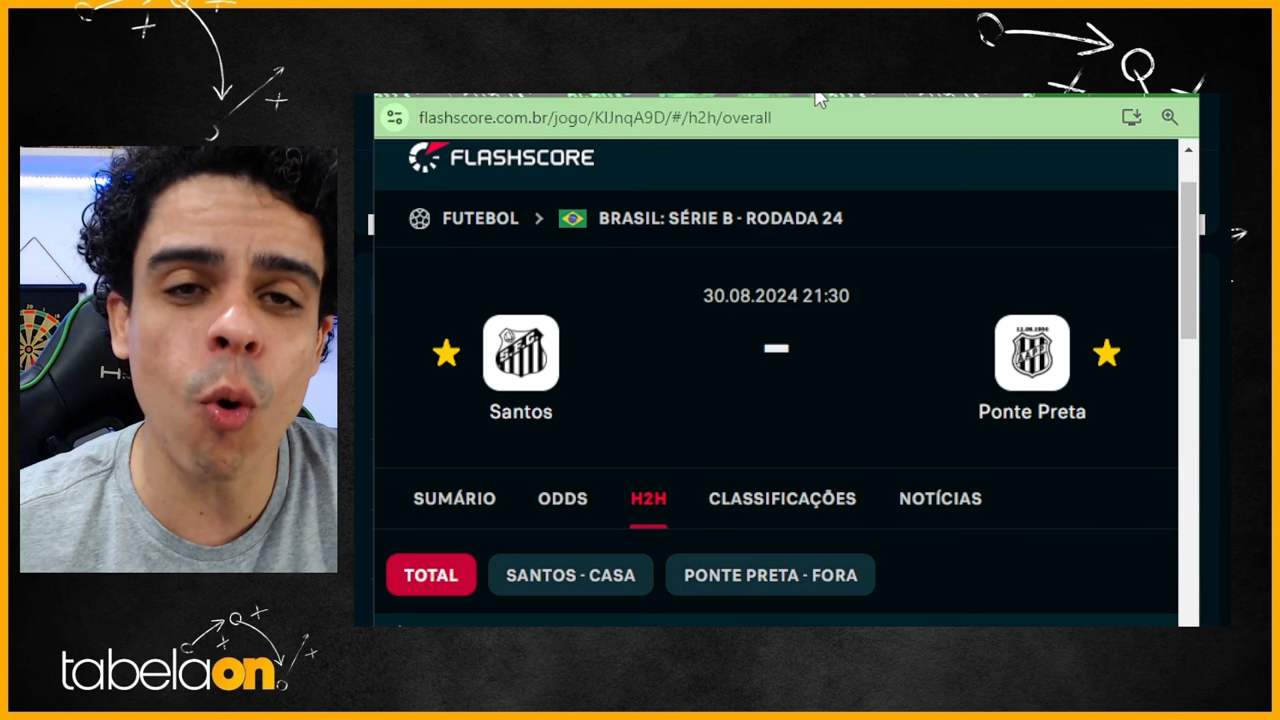 flashscore.com.br/jogo/KIJnqA9D/#/h2h/overall
FLASHSCORE
FUTEBOL > BRASIL: SÉRIE B - RODADA 24
30.08.2024 21:30
-
Santos
Ponte Preta
SUMÁRIO ODDS H2H CLASSIFICAÇÕES NOTÍCIAS
TOTAL SANTOS - CASA PONTE PRETA - FORA
tabelaon